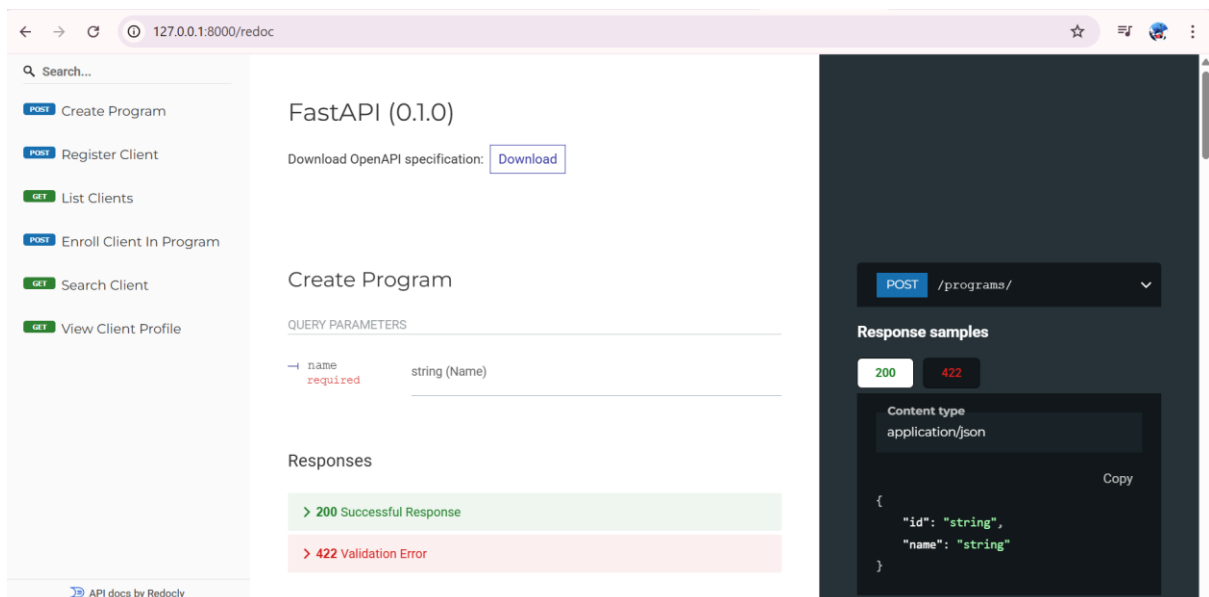 127.0.0.1:8000/redoc
Search...
POST Create Program
POST Register Client
GET List Clients
POST Enroll Client In Program
GET Search Client
GET View Client Profile
API docs by Redocly
FastAPI (0.1.0)
Download OpenAPI specification: Download
Create Program
QUERY PARAMETERS
name
required
string (Name)
Responses
200 Successful Response
422 Validation Error
POST /programs/
Response samples
200 422
Content type
application/json
Copy
{
"id": "string",
"name": "string"
}